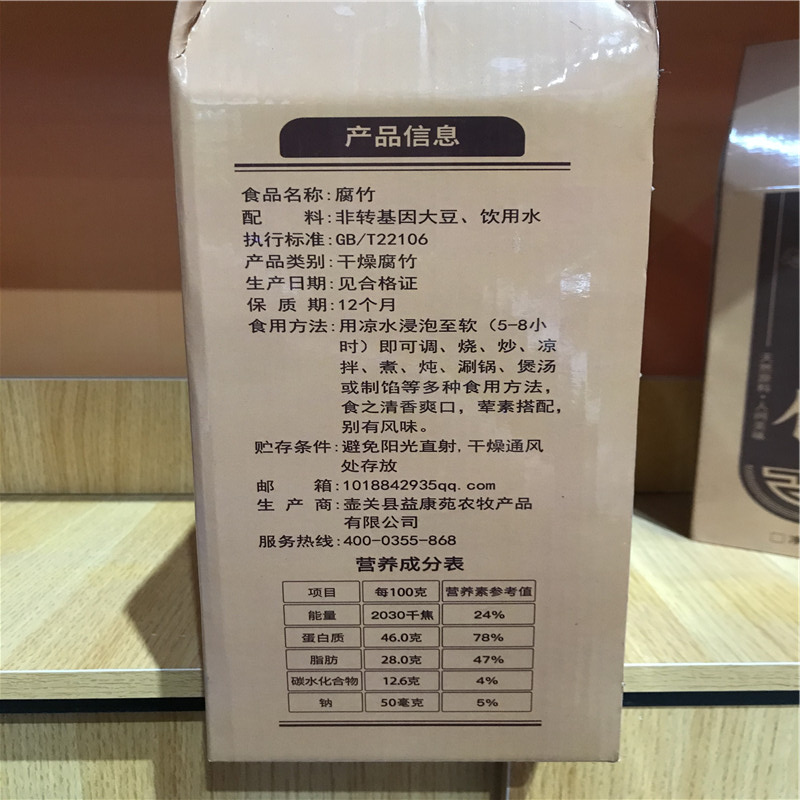 产品信息
食品名称:腐竹
配 料:非转基因大豆、饮用水
执行标准:GB/T22106
产品类别:干燥腐竹
生产日期:见合格证
保 质 期:12个月
食用方法:用凉水浸泡至软（5-8小
时）即可调、烧、炒、凉
拌、煮、炖、涮锅、煲汤
或制馅等多种食用方法，
食之清香爽口，荤素搭配，
别有风味。
贮存条件:避免阳光直射,干燥通风
处存放
邮 箱:1018842935qq.com
生 产 商:壶关县益康苑农牧产品
有限公司
服务热线:400-0355-868
营养成分表
项目 每100克 营养素参考值
能量 2030千焦 24%
蛋白质 46.0克 78%
脂肪 28.0克 47%
碳水化合物 12.6克 4%
钠 50毫克 5%